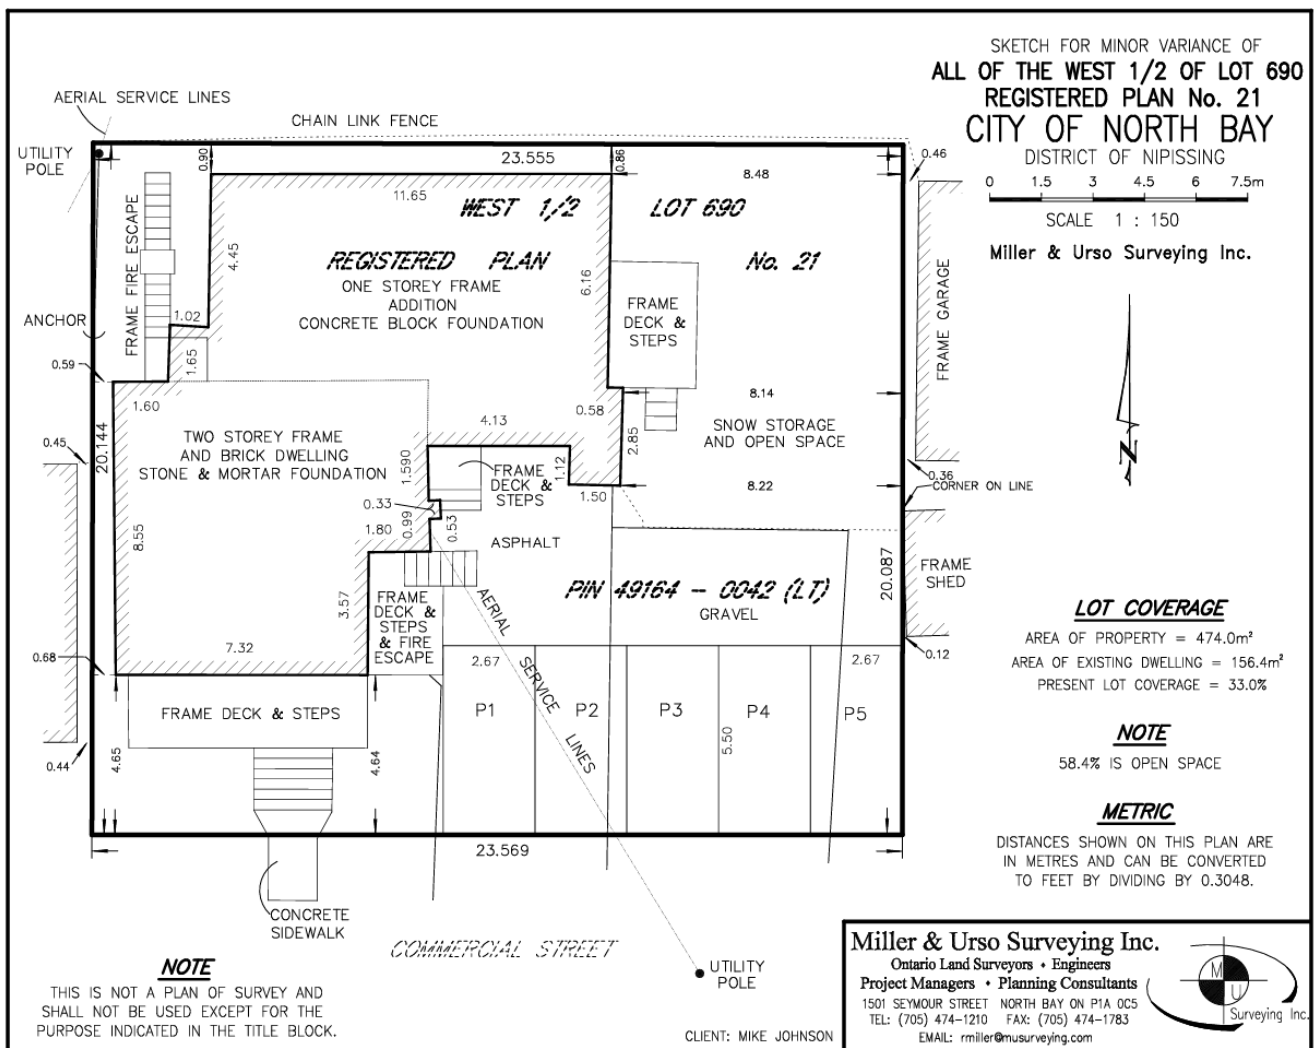 SKETCH FOR MINOR VARIANCE OF
ALL OF THE WEST 1/2 OF LOT 690
REGISTERED PLAN No. 21
CITY OF NORTH BAY
DISTRICT OF NIPISSING
0 1.5 3 4.5 6 7.5m
SCALE 1 : 150
Miller & Urso Surveying Inc.
AERIAL SERVICE LINES
CHAIN LINK FENCE
UTILITY
POLE
0.90
23.555
0.86
8.48
0.46
11.65
WEST 1/2 LOT 690
REGISTERED PLAN No. 21
ONE STOREY FRAME
ADDITION
CONCRETE BLOCK FOUNDATION
FRAME FIRE ESCAPE
4.45
6.16
FRAME
DECK &
STEPS
FRAME GARAGE
ANCHOR
1.02
1.65
0.59
1.60
0.58
8.14
4.13
2.85
SNOW STORAGE
AND OPEN SPACE
0.45
20.144
TWO STOREY FRAME
AND BRICK DWELLING
STONE & MORTAR FOUNDATION
1.590
FRAME
DECK &
STEPS
1.12
1.50
8.22
0.36
CORNER ON LINE
N
0.33
0.99
0.53
1.80
8.55
ASPHALT
20.087
FRAME
SHED
PIN 49164 - 0042 (LT)
GRAVEL
3.57
FRAME
DECK &
STEPS
& FIRE
ESCAPE
AERIAL
SERVICE
LINES
7.32
0.68
2.67
2.67
0.12
FRAME DECK & STEPS
P1
P2
P3
P4
P5
5.50
0.44
4.65
4.64
23.569
CONCRETE
SIDEWALK
COMMERCIAL STREET
UTILITY
POLE
LOT COVERAGE
AREA OF PROPERTY = 474.0m²
AREA OF EXISTING DWELLING = 156.4m²
PRESENT LOT COVERAGE = 33.0%
NOTE
58.4% IS OPEN SPACE
METRIC
DISTANCES SHOWN ON THIS PLAN ARE
IN METRES AND CAN BE CONVERTED
TO FEET BY DIVIDING BY 0.3048.
NOTE
THIS IS NOT A PLAN OF SURVEY AND
SHALL NOT BE USED EXCEPT FOR THE
PURPOSE INDICATED IN THE TITLE BLOCK.
CLIENT: MIKE JOHNSON
Miller & Urso Surveying Inc.
Ontario Land Surveyors • Engineers
Project Managers • Planning Consultants
1501 SEYMOUR STREET NORTH BAY ON P1A 0C5
TEL: (705) 474-1210 FAX: (705) 474-1783
EMAIL: rmiller@musurveying.com
M
U
Surveying Inc.